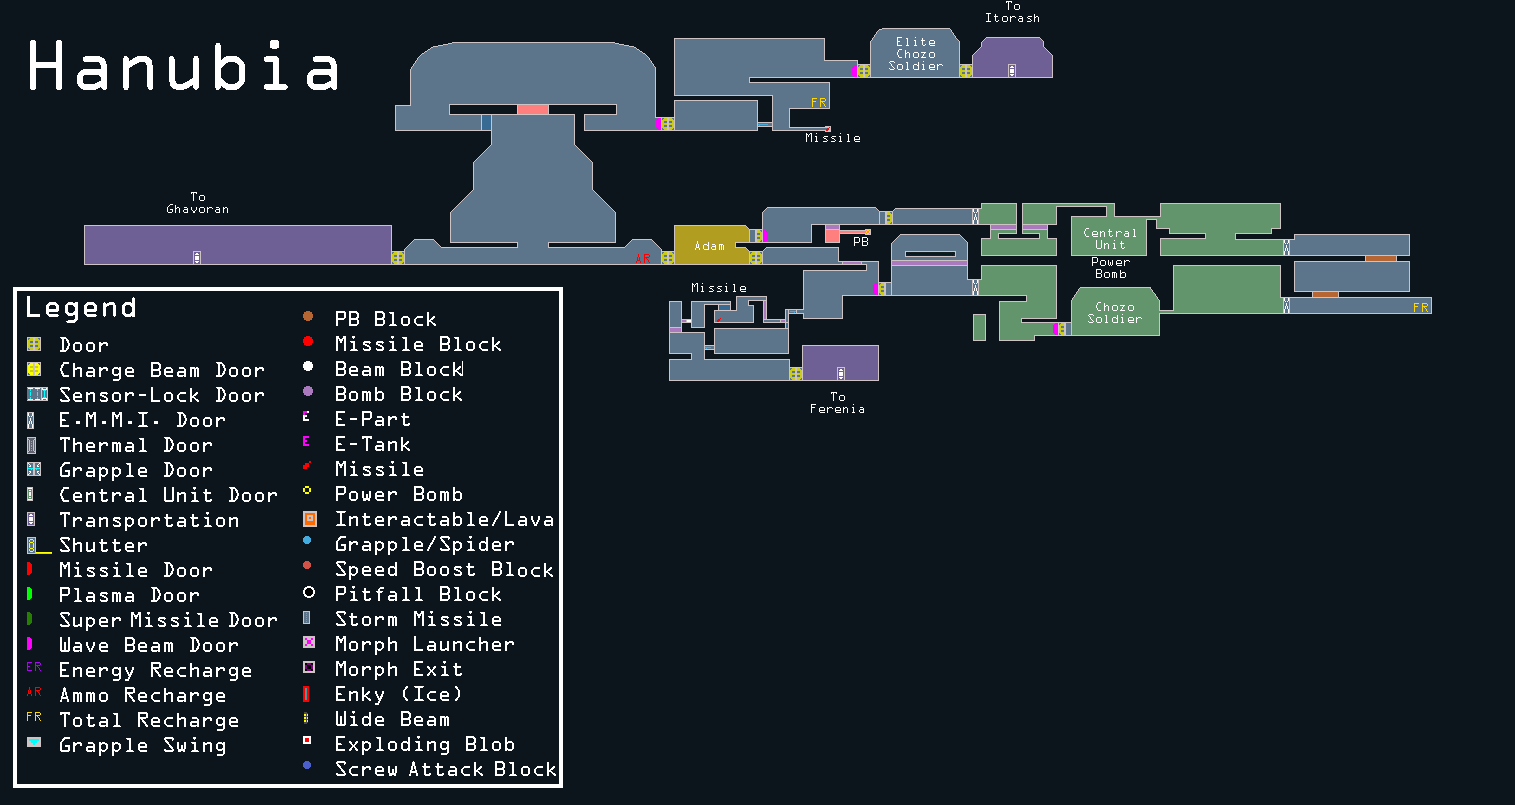 To
Itorash
Hanubia
Elite
Chozo
Soldier
FR
Missile
To
Ghavoran
Adam
AR
PB
Central
Unit
Power
Bomb
Missile
Chozo
Soldier
FR
To
Ferenia
Legend
Door
Charge Beam Door
Sensor-Lock Door
E.M.M.I. Door
Thermal Door
Grapple Door
Central Unit Door
Transportation
Shutter
Missile Door
Plasma Door
Super Missile Door
Wave Beam Door
ER Energy Recharge
AR Ammo Recharge
FR Total Recharge
Grapple Swing
PB Block
Missile Block
Beam Block
Bomb Block
E E-Part
E E-Tank
Missile
Power Bomb
Interactable/Lava
Grapple/Spider
Speed Boost Block
Pitfall Block
Storm Missile
Morph Launcher
Morph Exit
Enky (Ice)
Wide Beam
Exploding Blob
Screw Attack Block